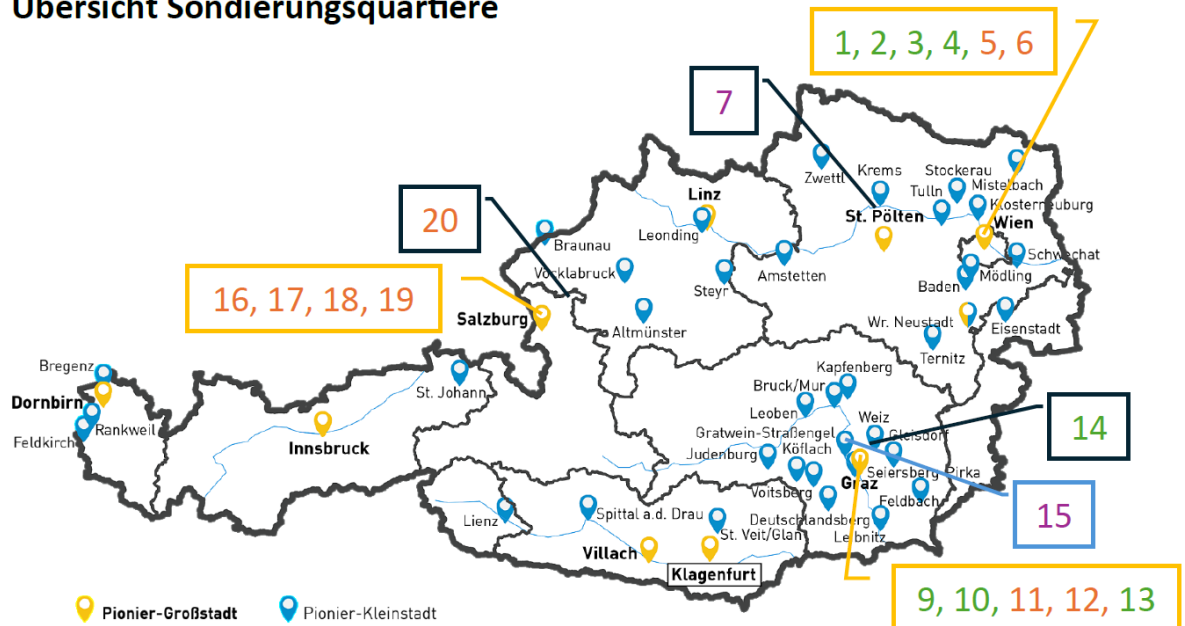 Übersicht Sondierungsquartiere
1, 2, 3, 4, 5, 6
7
Zwettl
Krems
Stockerau
Mistelbach
Tulln
Klosterneuburg
Linz
St. Pölten
Wien
20
Leonding
Braunau
Schwechat
Vöcklabruck
Steyr
Amstetten
Mödling
Baden
16, 17, 18, 19
Salzburg
Altmünster
Wr. Neustadt
Eisenstadt
Ternitz
Bregenz
Kapfenberg
St. Johann
Bruck/Mur
Dornbirn
Leoben
Weiz
14
Rankweil
Feldkirch
Innsbruck
Gratwein-Straßengel
Gleisdorf
Judenburg
Köflach
Seiersberg Pirka
Graz
Voitsberg
Feldbach
15
Lienz
Spittal a.d. Drau
Deutschlandsberg
St. Veit/Glan
Leibnitz
Villach
Klagenfurt
9, 10, 11, 12, 13
Pionier-Großstadt
Pionier-Kleinstadt